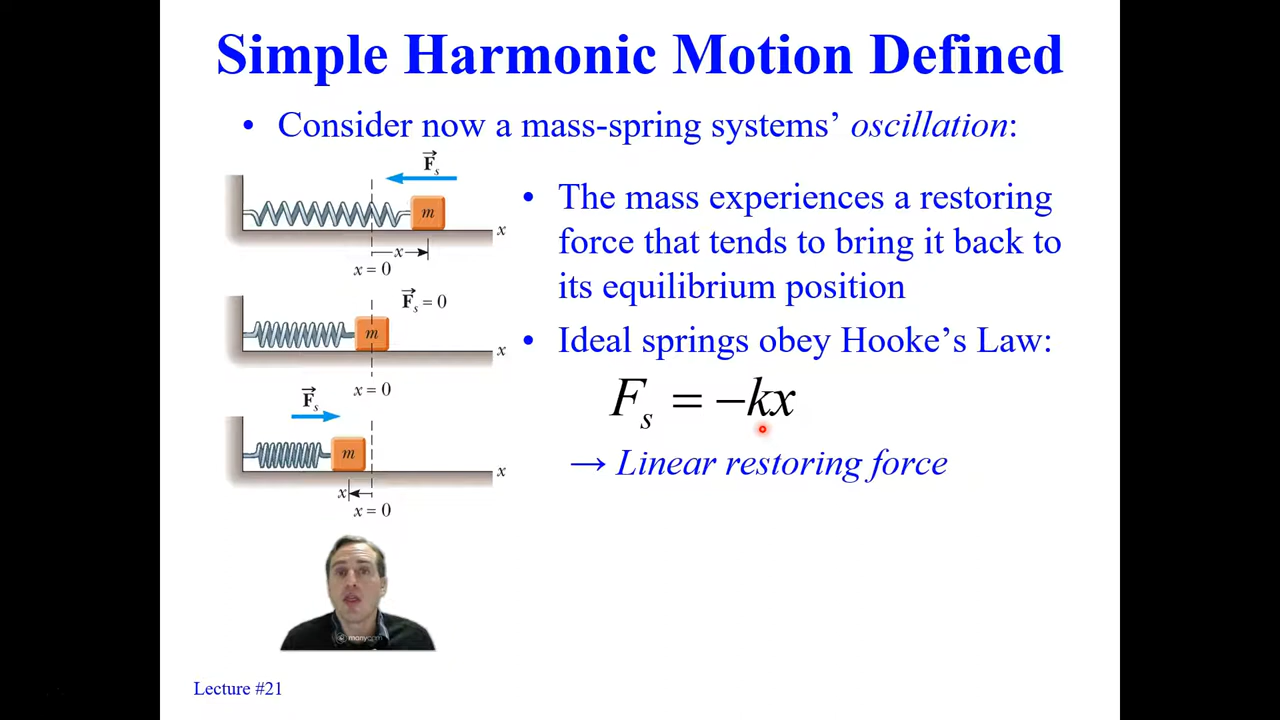 Simple Harmonic Motion Defined
• Consider now a mass-spring systems’ oscillation:
F⃗s
m
x
x
x = 0
F⃗s = 0
m
x
x = 0
F⃗s
m
x
x
x = 0
• The mass experiences a restoring
force that tends to bring it back to
its equilibrium position
• Ideal springs obey Hooke’s Law:
Fs = −kx
→ Linear restoring force
manycam
Lecture #21